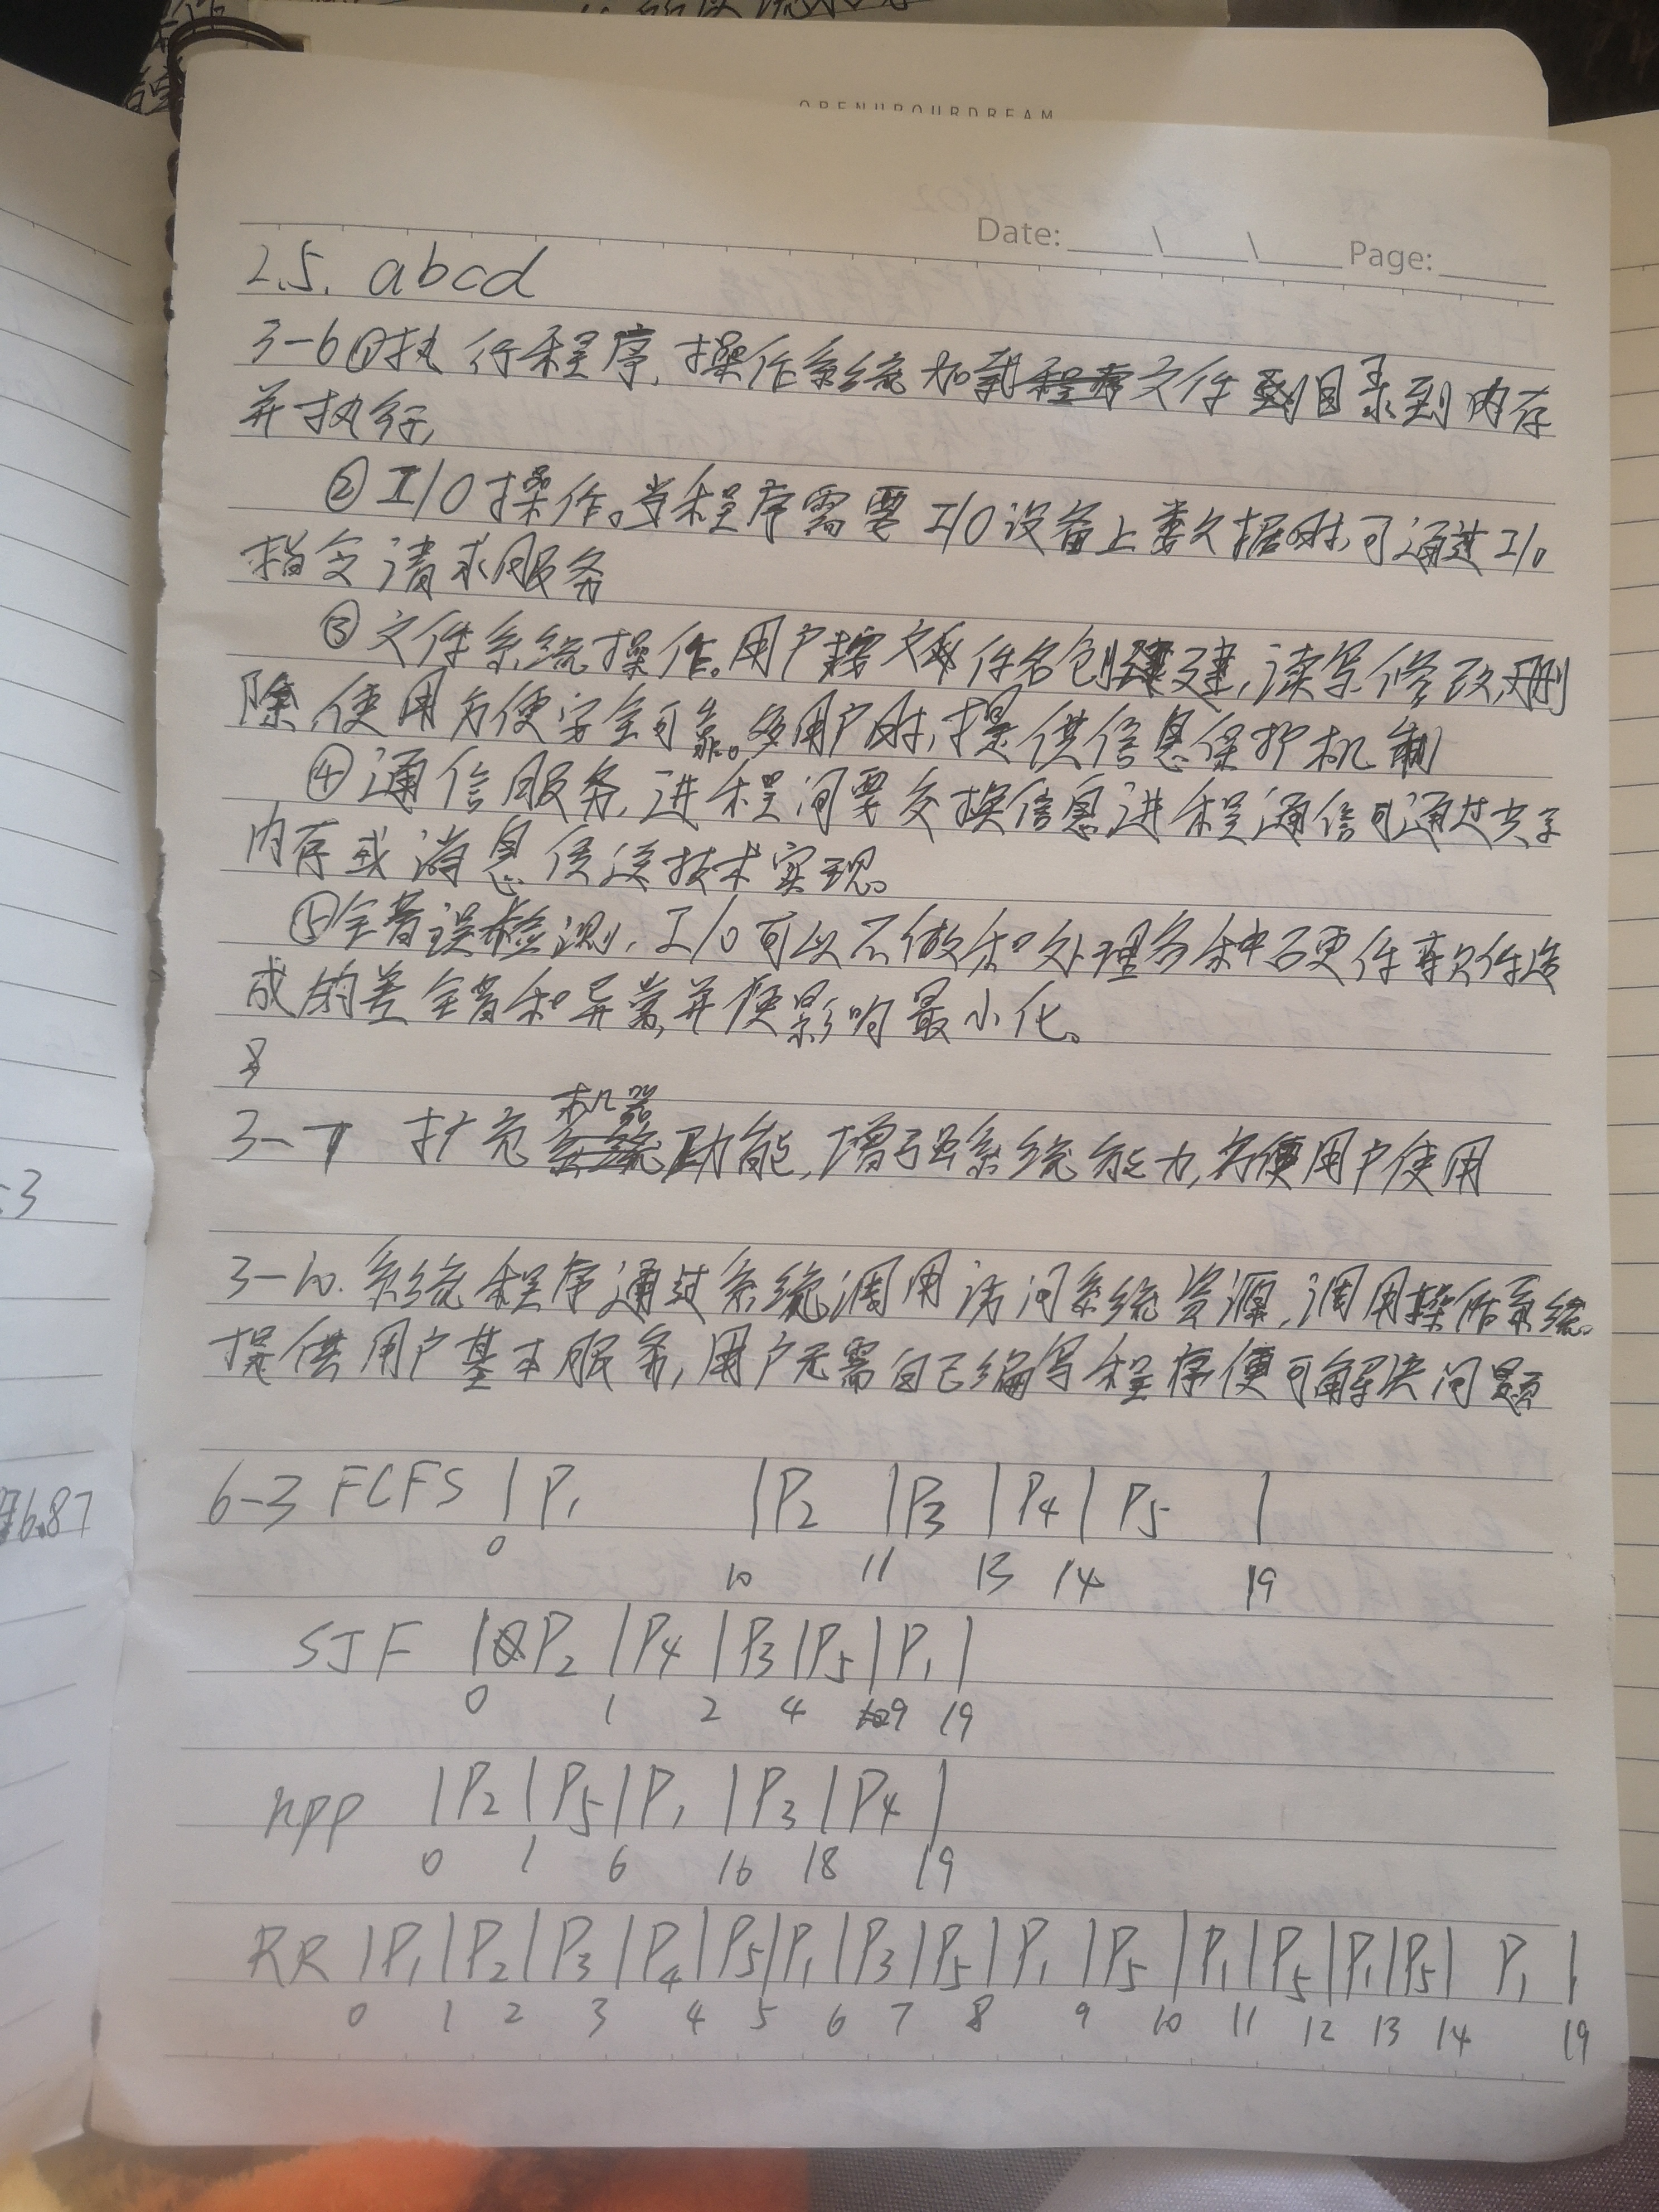 OPENUPOURDREAM
Date: \ \ Page:
2.5. abcd
3-6①执行程序,操作系统加载文件到目录到内存
并执行,
②I/O操作。当程序需要I/O设备上数据时,可通过I/O
指令请求服务
③文件系统操作。用户按文件名创建,读写,修改,删
除,使用方便安全可靠。多用户时,提供信息保护机制
④通信服务,进程间要交换信息进程通信可通过共享
内存或消息传送技术实现。
⑤错误检测,I/O可以不做和处理多种硬件软件造
成的差错和异常,并使影响最小化。
3-7 扩充机器功能,增强系统能力,方便用户使用
3-10.系统程序通过系统调用访问系统资源,调用操作系统
提供用户基本服务,用户无需自己编写程序便可解决问题
-3
6.87
6-3 FCFS |P1 |P2 |P3 |P4 | P5 |
0 10 11 13 14 19
SJF |P2 |P4 |P3 |P5 |P1 |
0 1 2 4 9 19
npp |P2 |P5 |P1 |P3 |P4 |
0 1 6 16 18 19
RR |P1 |P2 |P3 |P4 |P5 |P1 |P3 |P5 |P1 |P5 |P1 |P5 |P1 |P5 | P1 |
0 1 2 3 4 5 6 7 8 9 10 11 12 13 14 19